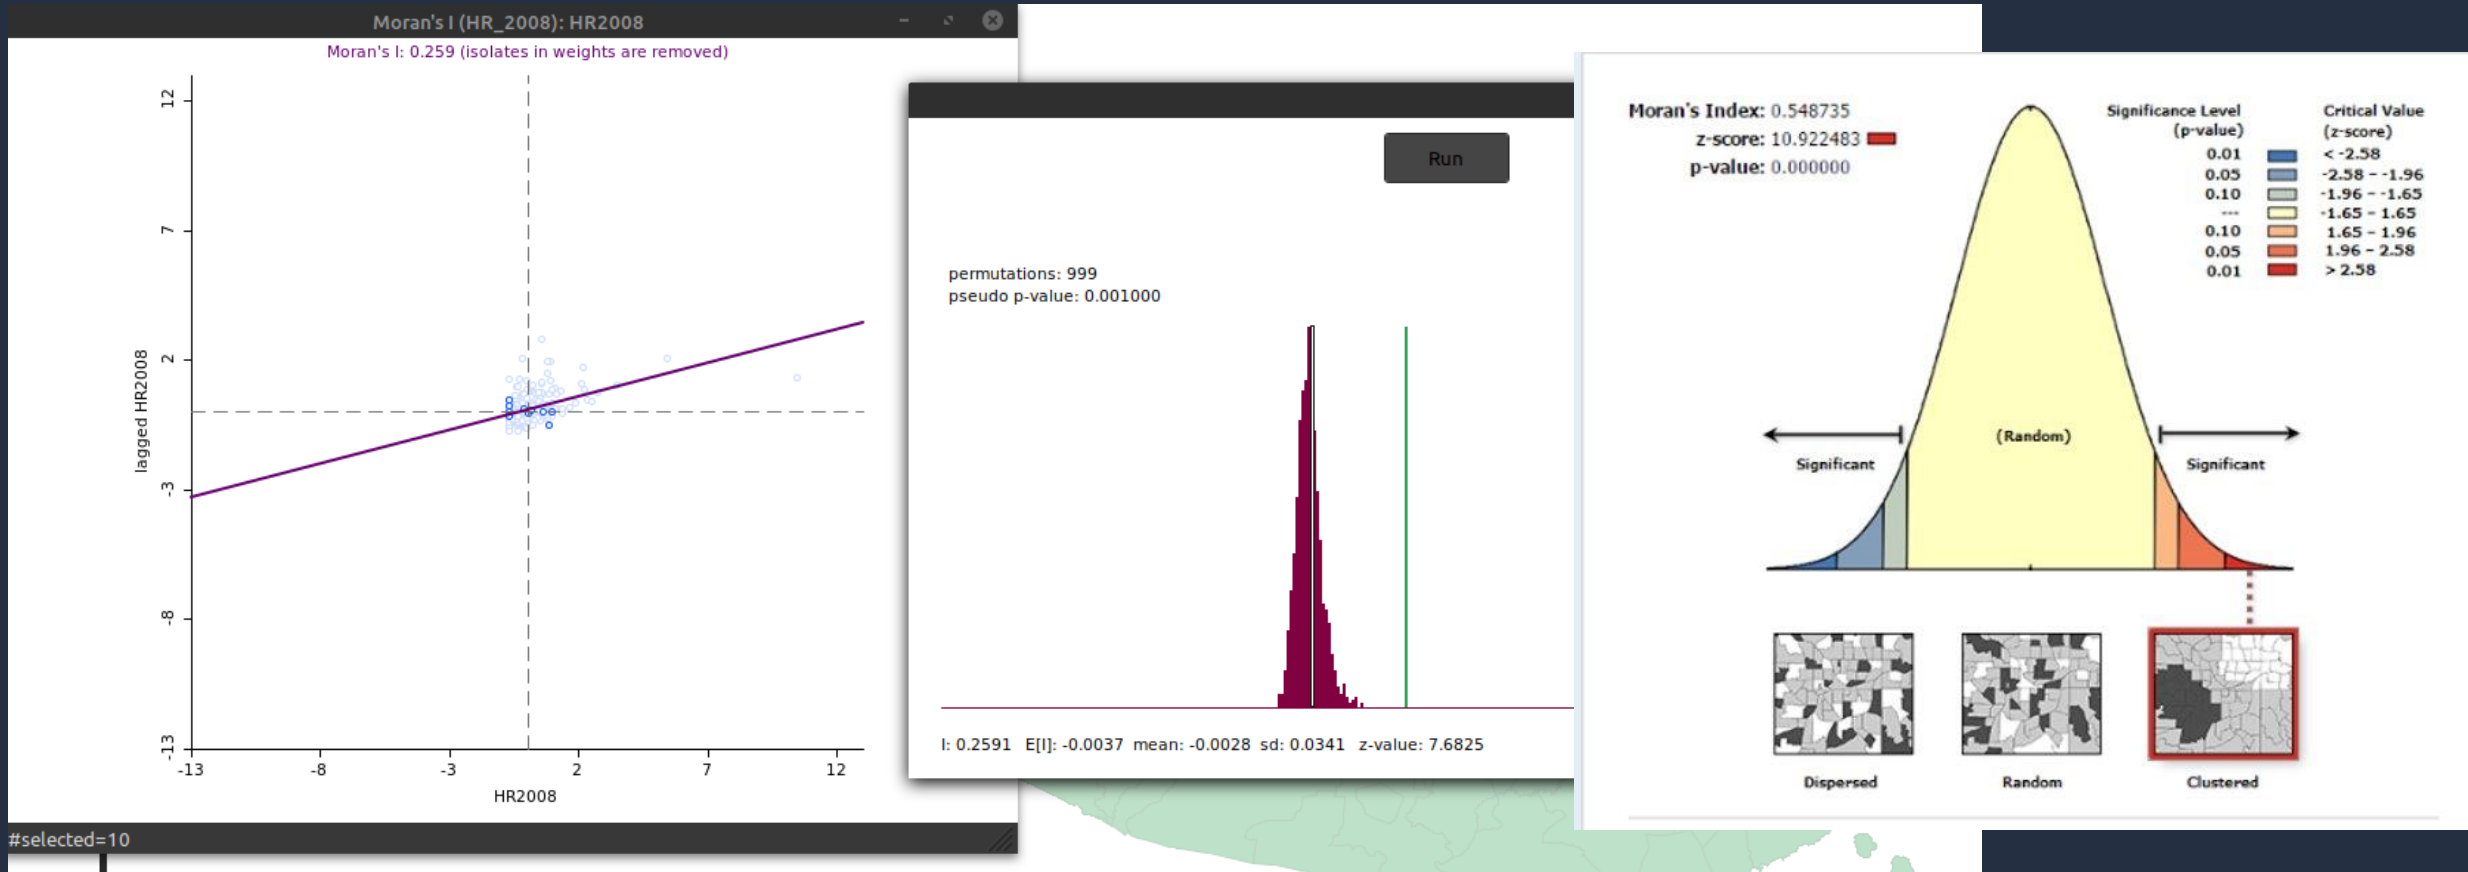 Moran's I (HR_2008): HR2008
Moran's I: 0.259 (isolates in weights are removed)
12
7
2
-3
-8
-13
lagged HR2008
-13 -8 -3 2 7 12
HR2008
#selected=10
Run
permutations: 999
pseudo p-value: 0.001000
I: 0.2591 E[I]: -0.0037 mean: -0.0028 sd: 0.0341 z-value: 7.6825
Moran's Index: 0.548735
z-score: 10.922483
p-value: 0.000000
Significance Level Critical Value
(p-value) (z-score)
0.01 < -2.58
0.05 -2.58 - -1.96
0.10 -1.96 - -1.65
--- -1.65 - 1.65
0.10 1.65 - 1.96
0.05 1.96 - 2.58
0.01 > 2.58
(Random)
Significant Significant
Dispersed Random Clustered